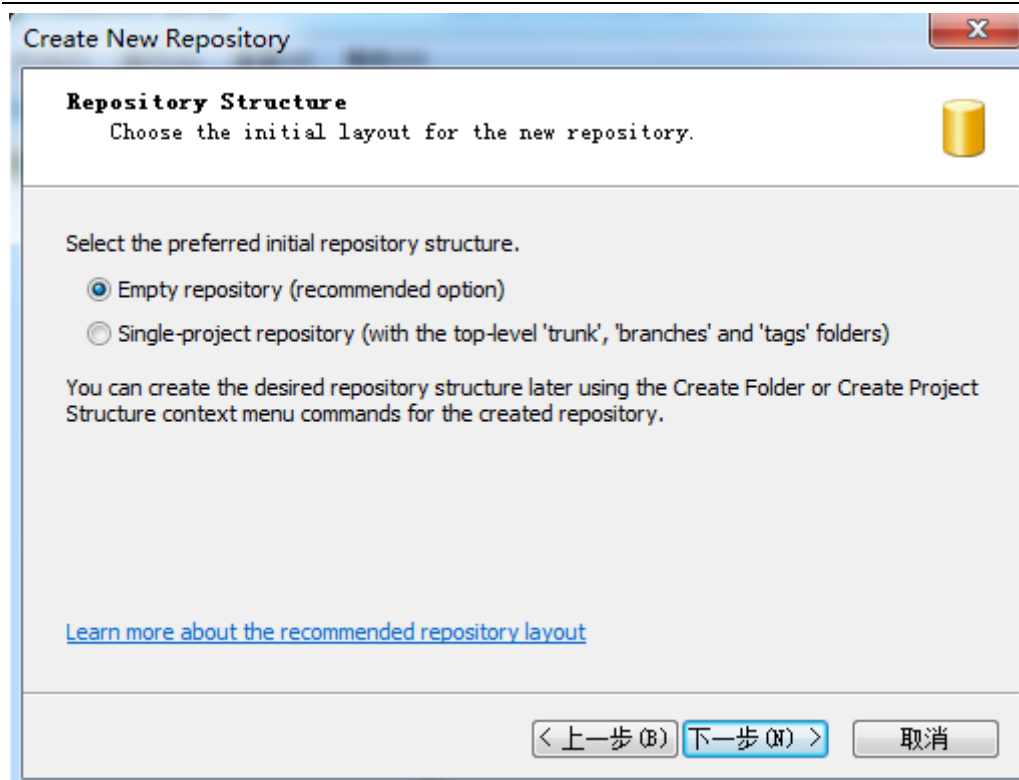 Create New Repository
Repository Structure
Choose the initial layout for the new repository.
Select the preferred initial repository structure.
Empty repository (recommended option)
Single-project repository (with the top-level 'trunk', 'branches' and 'tags' folders)
You can create the desired repository structure later using the Create Folder or Create Project
Structure context menu commands for the created repository.
Learn more about the recommended repository layout
< 上一步(B) 下一步(N) > 取消